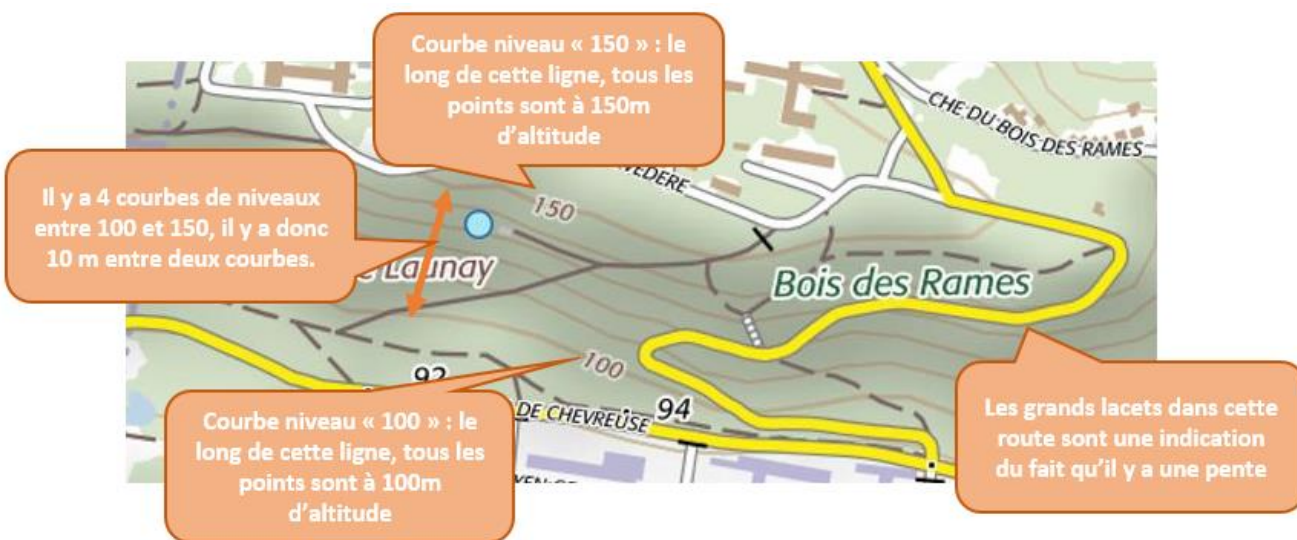 Courbe niveau « 150 » : le
long de cette ligne, tous les
points sont à 150m
d'altitude
CHE DU BOIS DES RAMES
VEDERE
Il y a 4 courbes de niveaux
entre 100 et 150, il y a donc
10 m entre deux courbes.
150
Launay
Bois des Rames
100
92
94
DE CHEVREUSE
Courbe niveau « 100 » : le
long de cette ligne, tous les
points sont à 100m
d'altitude
Les grands lacets dans cette
route sont une indication
du fait qu'il y a une pente